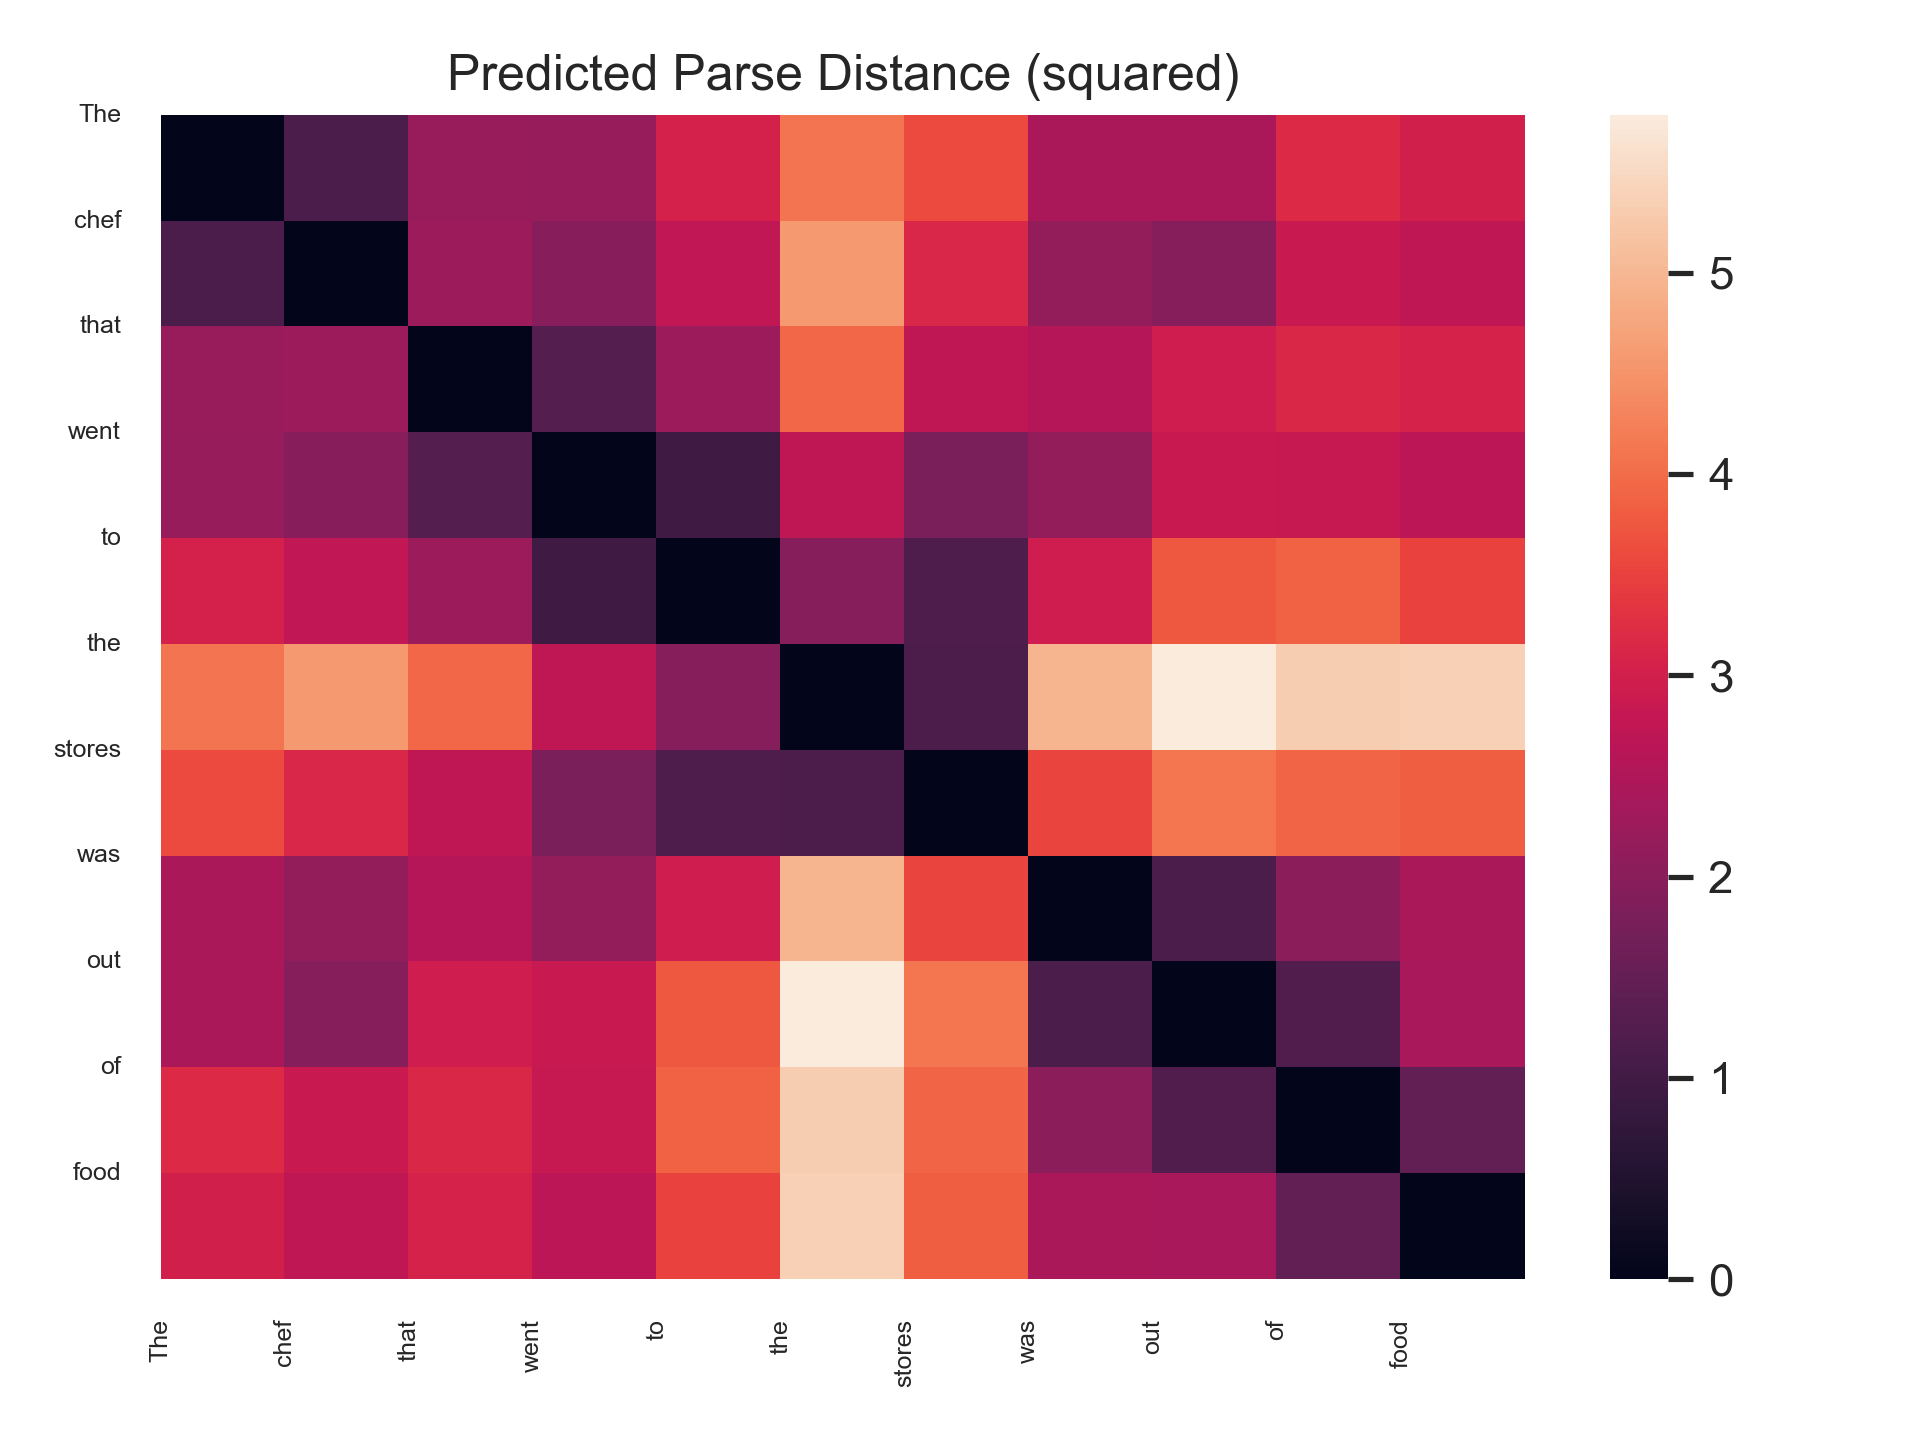 Predicted Parse Distance (squared)
The
chef
that
went
to
the
stores
was
out
of
food
5
4
3
2
1
0
The
chef
that
went
to
the
stores
was
out
of
food